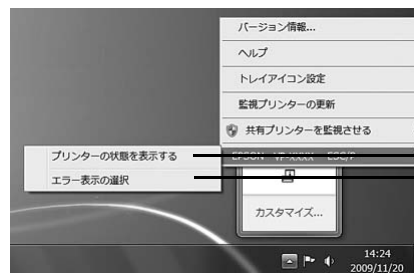 バージョン情報...
ヘルプ
トレイアイコン設定
監視プリンターの更新
共有プリンターを監視させる
EPSON VP-XXXX ESC/P
プリンターの状態を表示する
エラー表示の選択
カスタマイズ...
14:24
2009/11/20